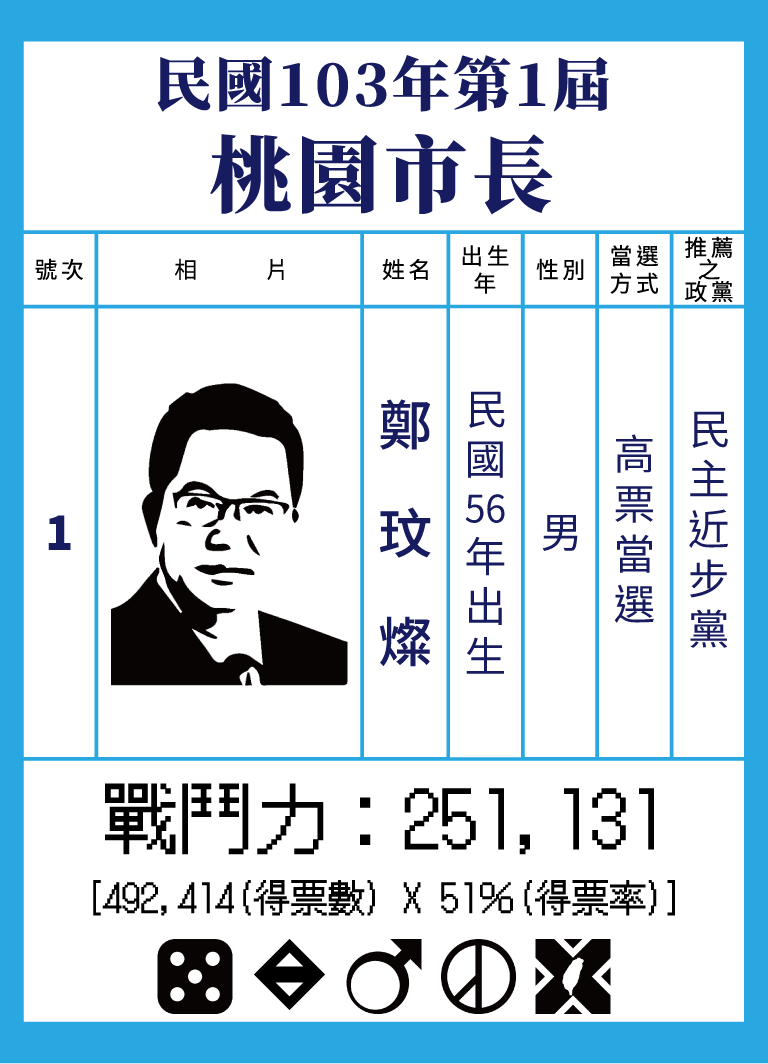 民國103年第1屆
桃園市長
號次
相 片
姓名
出生
年
性別
當選
方式
推薦
之
政黨
1
鄭玟燦
民國56年出生
男
高票當選
民主近步黨
戰鬥力：251,131
[492,414(得票數) X 51%(得票率)]